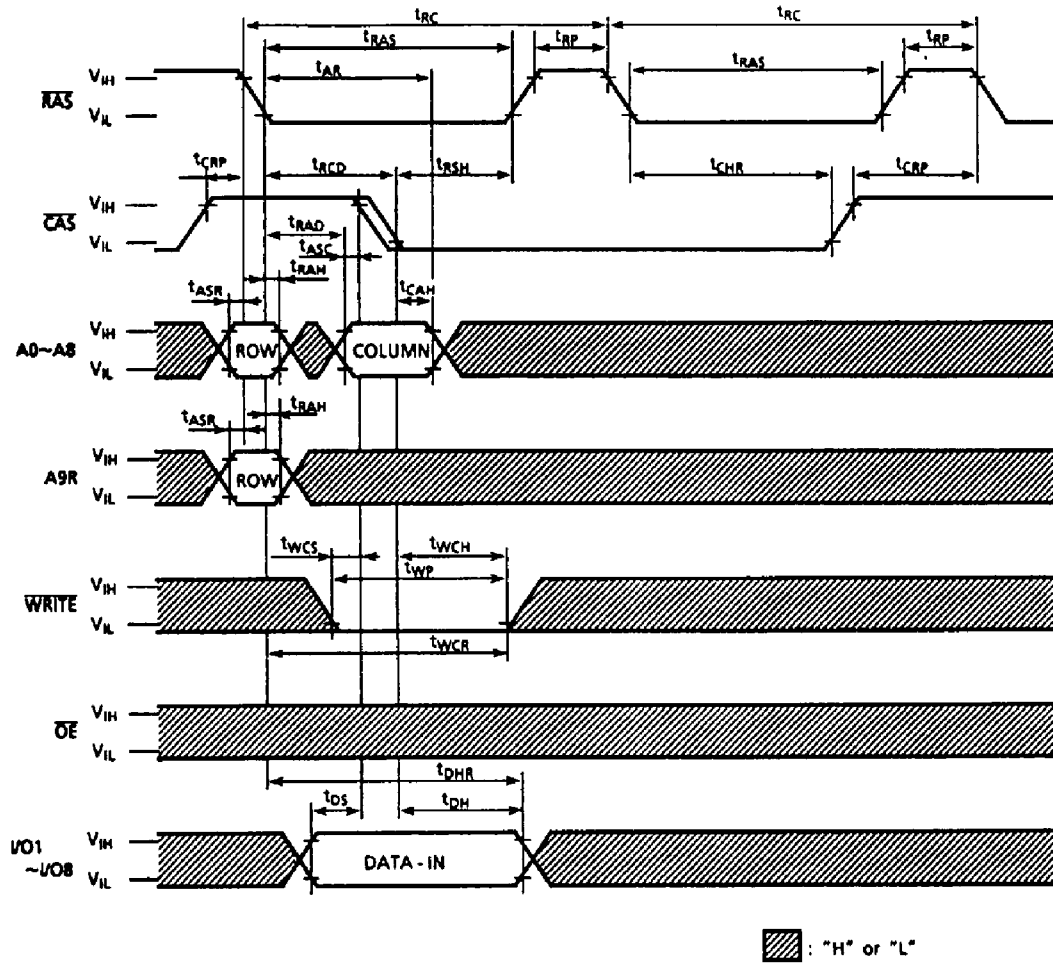 tRC tRC
tRAS tRP tRP
tAR tRAS
VIH
RAS
VIL
tCRP tRCD tRSH tCHR tCRP
VIH
CAS
VIL
tRAD
tASC
tRAH
tASR tCAH
VIH
A0~A8 ROW COLUMN
VIL
tRAH
tASR
VIH
A9R ROW
VIL
tWCS tWCH
tWP
VIH
WRITE
VIL
tWCR
VIH
OE
VIL
tDHR
tDS tDH
VIH
I/O1
~I/O8 DATA-IN
VIL
: "H" or "L"